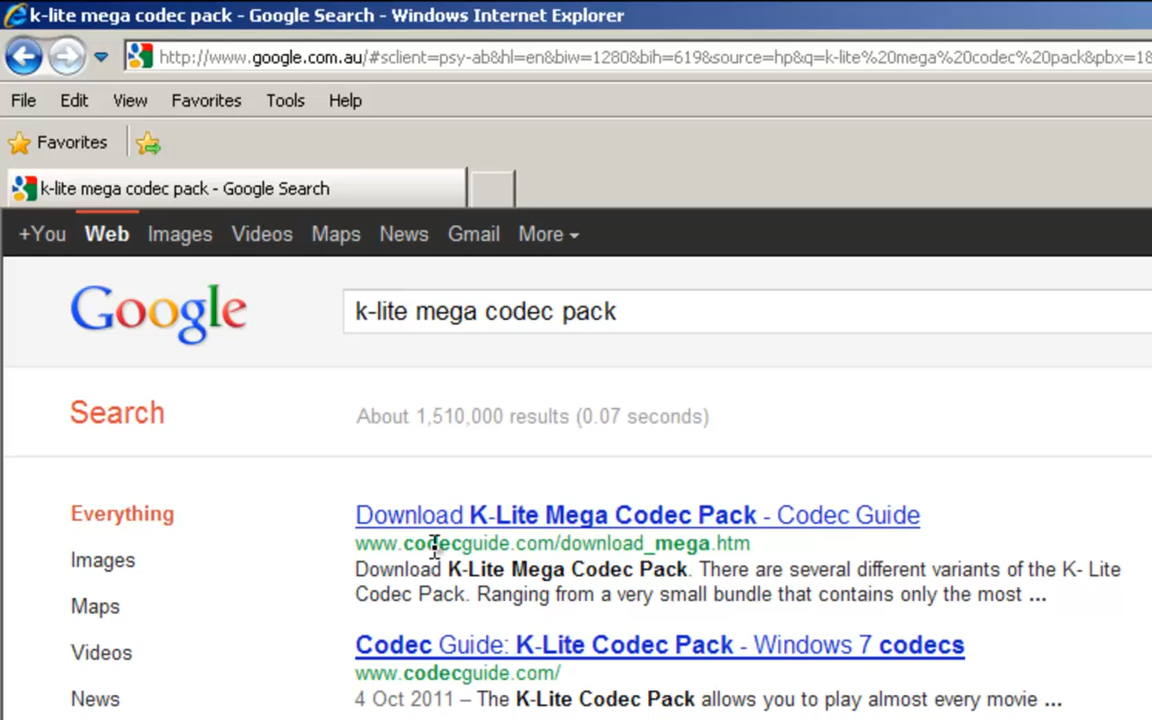 k-lite mega codec pack - Google Search - Windows Internet Explorer
http://www.google.com.au/#sclient=psy-ab&hl=en&biw=1280&bih=619&source=hp&q=k-lite%20mega%20codec%20pack&pbx=18
File Edit View Favorites Tools Help
Favorites
k-lite mega codec pack - Google Search
+You Web Images Videos Maps News Gmail More
Google k-lite mega codec pack
Search About 1,510,000 results (0.07 seconds)
Everything Download K-Lite Mega Codec Pack - Codec Guide
www.codecguide.com/download_mega.htm
Images Download K-Lite Mega Codec Pack. There are several different variants of the K- Lite
Codec Pack. Ranging from a very small bundle that contains only the most ...
Maps
Videos Codec Guide: K-Lite Codec Pack - Windows 7 codecs
www.codecguide.com/
News 4 Oct 2011 – The K-Lite Codec Pack allows you to play almost every movie ...